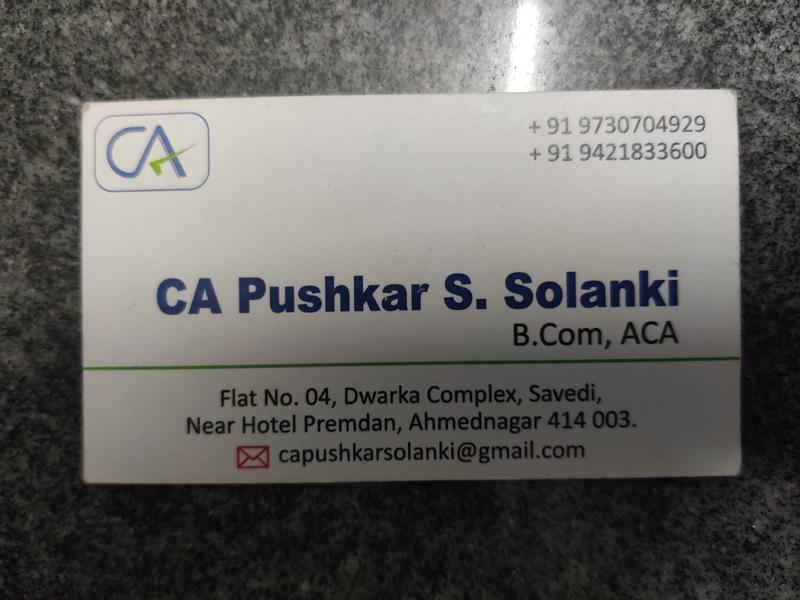 CA
+ 91 9730704929
+ 91 9421833600
CA Pushkar S. Solanki
B.Com, ACA
Flat No. 04, Dwarka Complex, Savedi,
Near Hotel Premdan, Ahmednagar 414 003.
capushkarsolanki@gmail.com